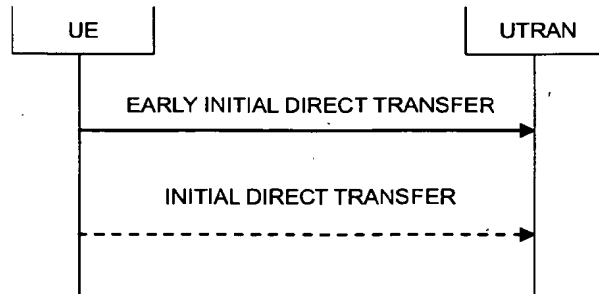 UE
UTRAN
EARLY INITIAL DIRECT TRANSFER
INITIAL DIRECT TRANSFER